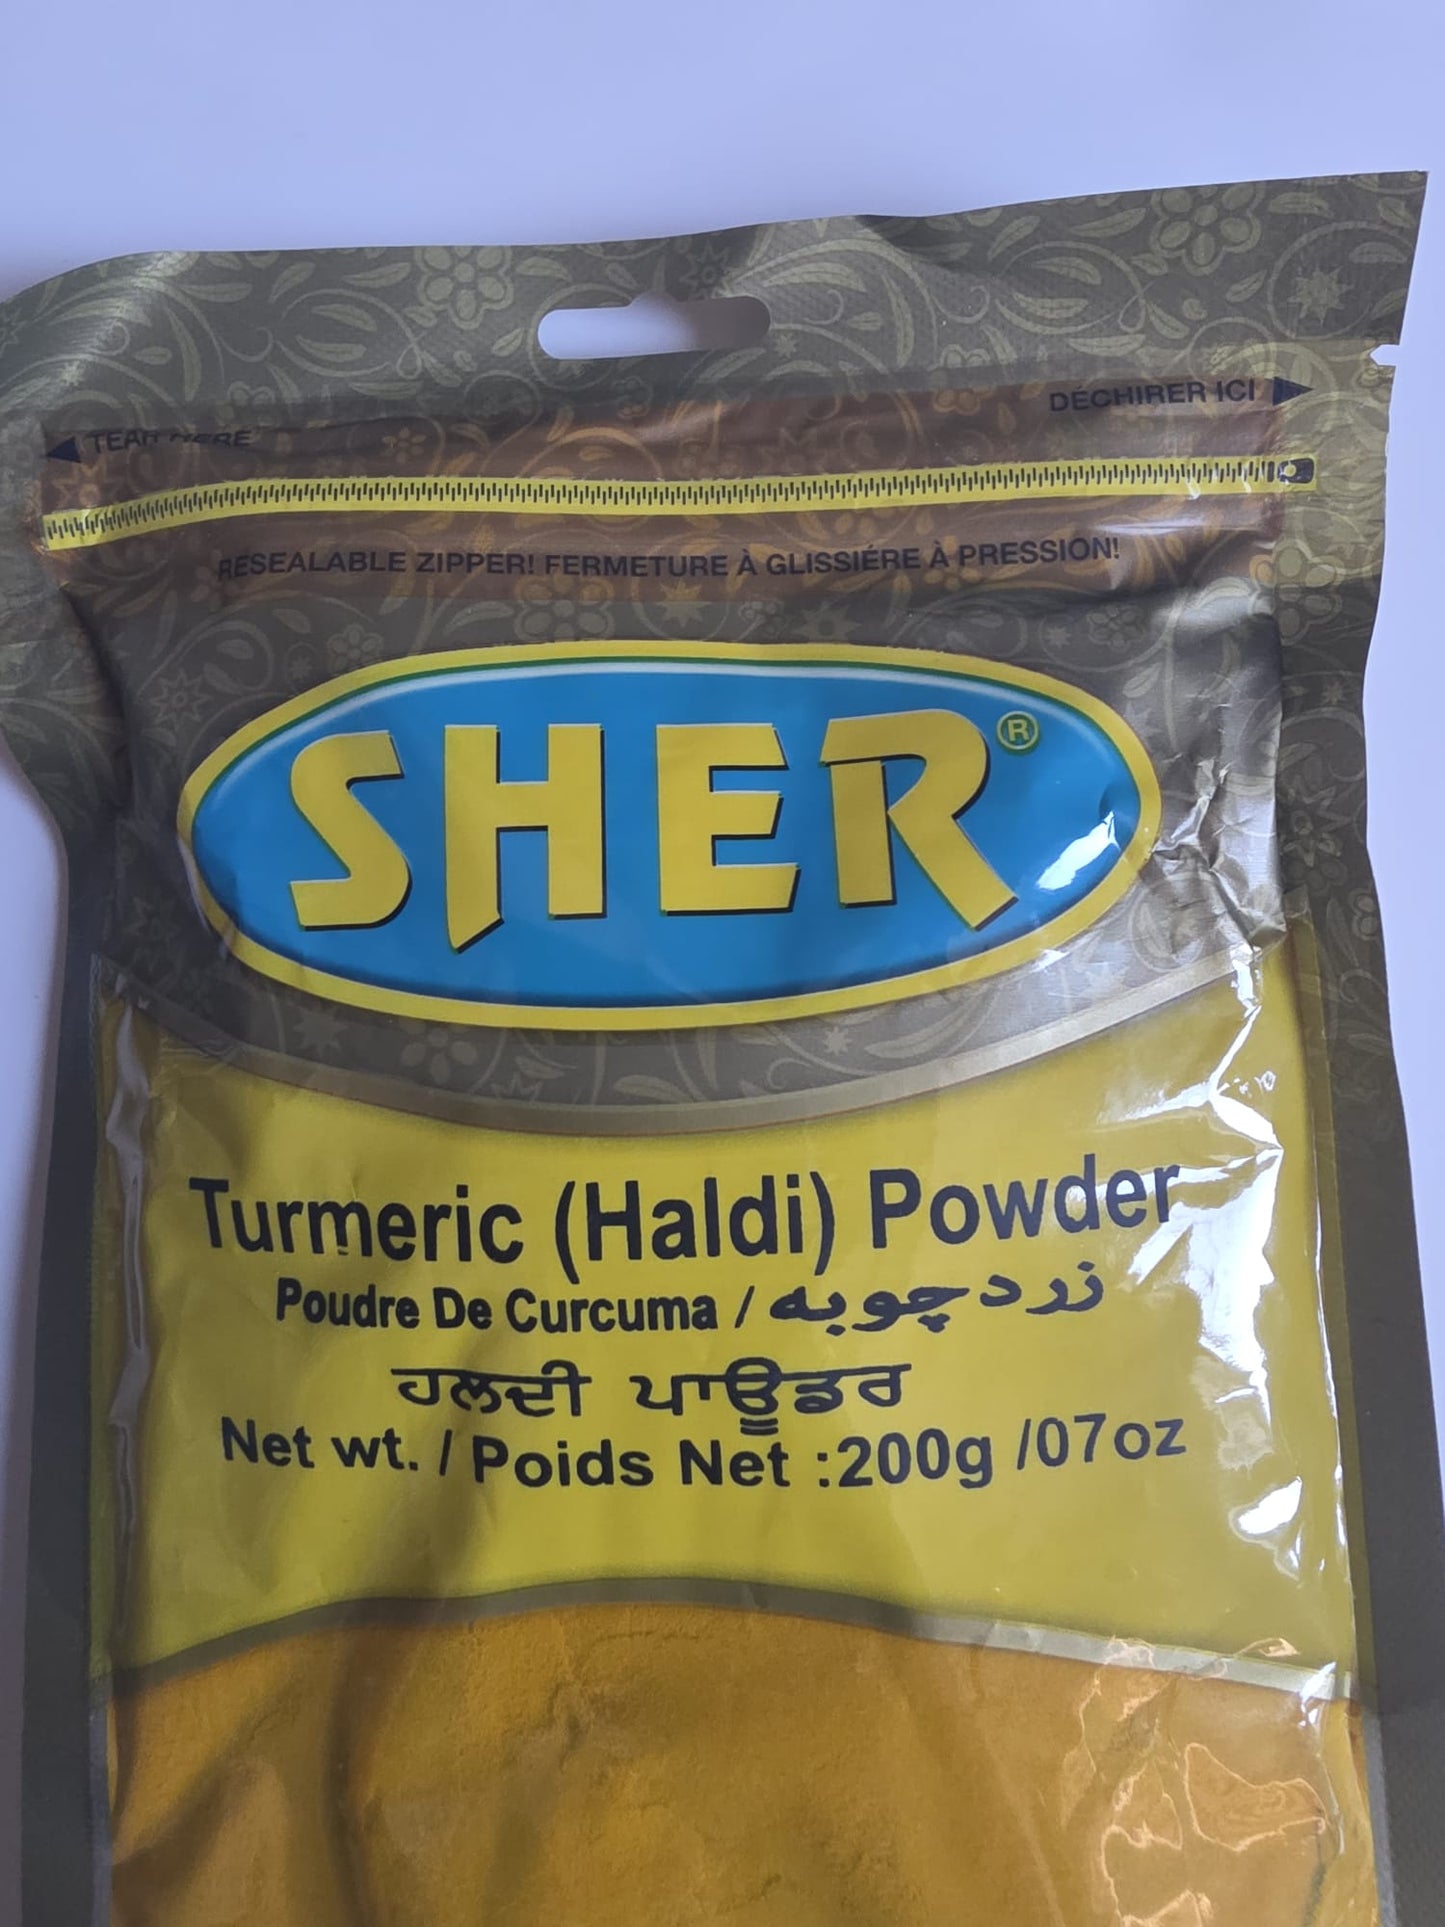 TEAR HERE
DÉCHIRER ICI
RESEALABLE ZIPPER! FERMETURE À GLISSIÉRE À PRESSION!
SHER®
Turmeric (Haldi) Powder
Poudre De Curcuma / زردچوبه
ਹਲਦੀ ਪਾਊਡਰ
Net wt. / Poids Net :200g /07oz